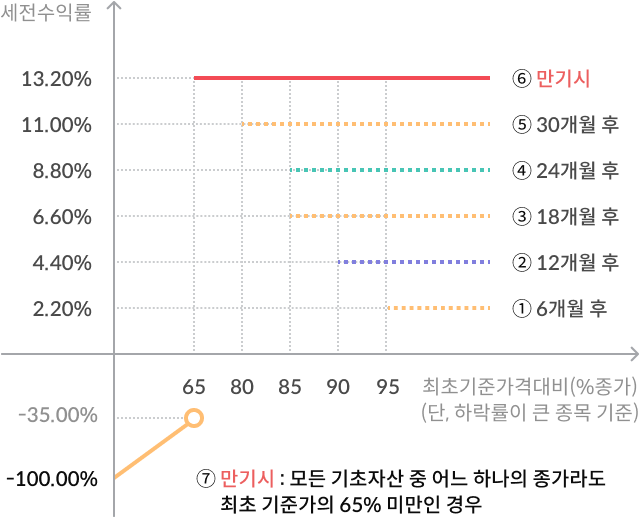 세전수익률
13.20% ⑥ 만기시
11.00% ⑤ 30개월 후
8.80% ④ 24개월 후
6.60% ③ 18개월 후
4.40% ② 12개월 후
2.20% ① 6개월 후
65 80 85 90 95 최초기준가격대비(%종가)
(단, 하락률이 큰 종목 기준)
-35.00%
-100.00%
⑦ 만기시 : 모든 기초자산 중 어느 하나의 종가라도
최초 기준가의 65% 미만인 경우